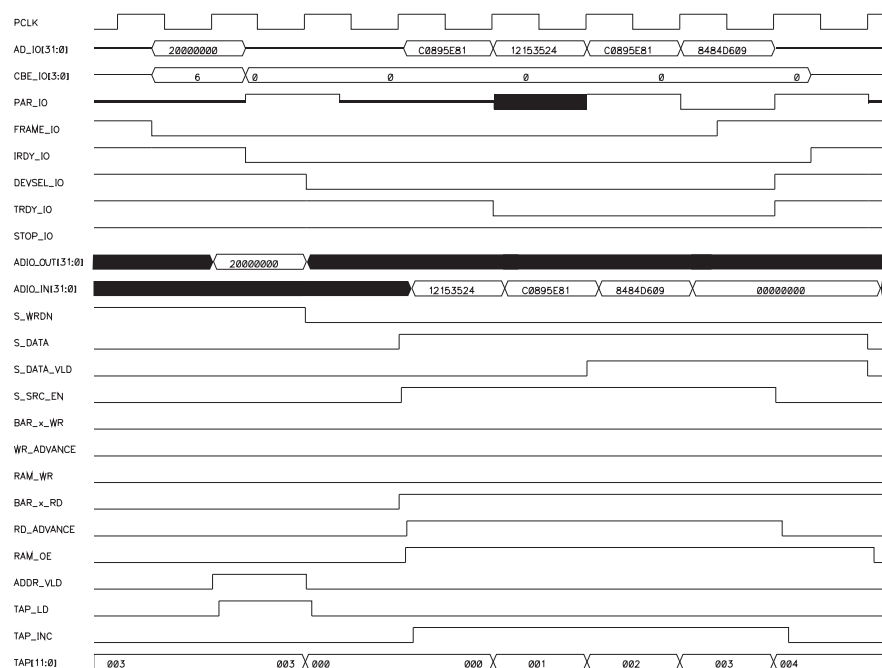 PCLK
AD_IO[31:0] 20000000 C0895E81 12153524 C0895E81 8484D609
CBE_IO[3:0] 6 0 0 0 0 0
PAR_IO
FRAME_IO
IRDY_IO
DEVSEL_IO
TRDY_IO
STOP_IO
ADIO_OUT[31:0] 20000000
ADIO_IN[31:0] 12153524 C0895E81 8484D609 00000000
S_WRDN
S_DATA
S_DATA_VLD
S_SRC_EN
BAR_x_WR
WR_ADVANCE
RAM_WR
BAR_x_RD
RD_ADVANCE
RAM_OE
ADDR_VLD
TAP_LD
TAP_INC
TAP[11:0] 003 003 000 000 001 002 003 004